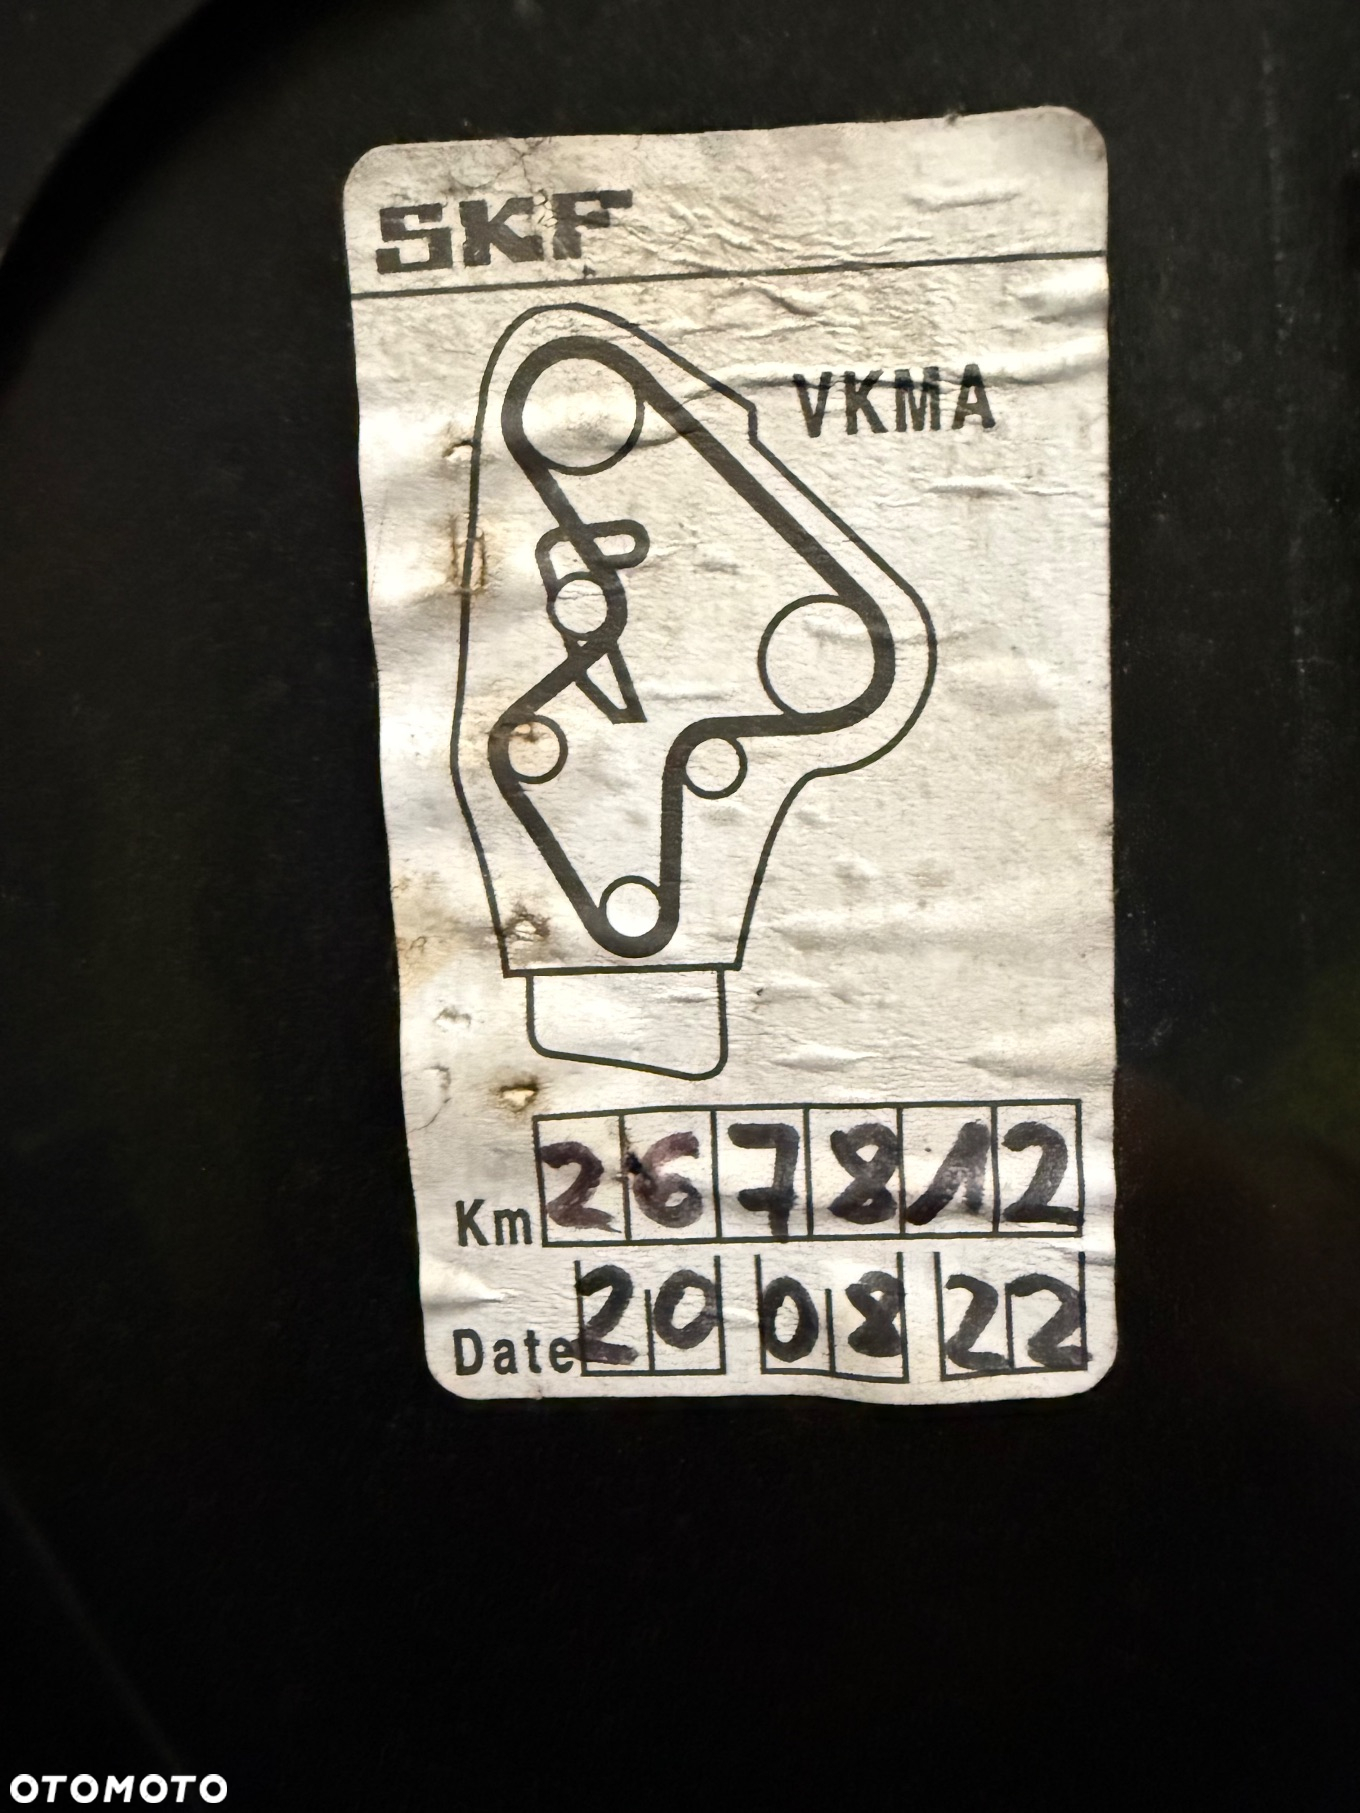 SKF
VKMA
Km 267812
Date 20 08 22
OTOMOTO